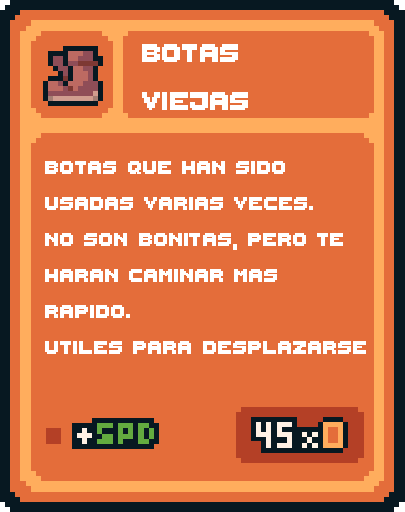 BOTAS
VIEJAS
BOTAS QUE HAN SIDO
USADAS VARIAS VECES.
NO SON BONITAS, PERO TE
HARAN CAMINAR MAS
RAPIDO.
UTILES PARA DESPLAZARSE
+SPD
45x